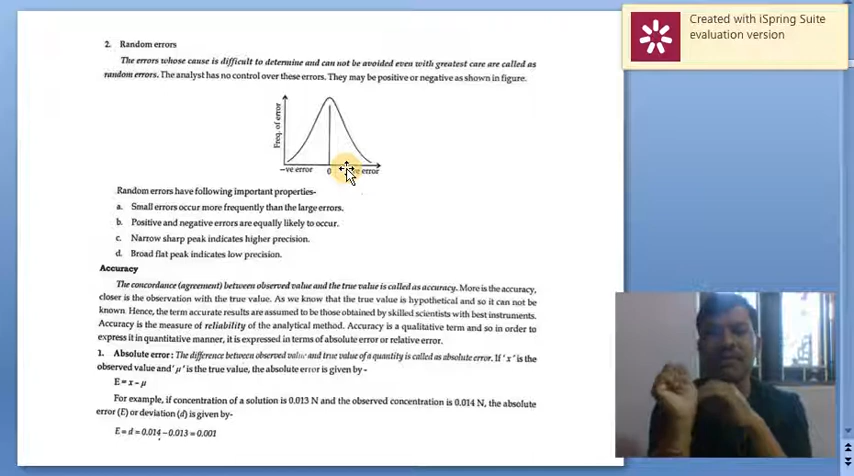 Created with iSpring Suite
evaluation version
2. Random errors
The errors whose cause is difficult to determine and can not be avoided even with greatest care are called as
random errors. The analyst has no control over these errors. They may be positive or negative as shown in figure.
Freq. of error
−ve error 0 error
Random errors have following important properties-
a. Small errors occur more frequently than the large errors.
b. Positive and negative errors are equally likely to occur.
c. Narrow sharp peak indicates higher precision.
d. Broad flat peak indicates low precision.
Accuracy
The concordance (agreement) between observed value and the true value is called as accuracy. More is the accuracy,
closer is the observation with the true value. As we know that the true value is hypothetical and so it can not be
known. Hence, the term accurate results are assumed to be those obtained by skilled scientists with best instruments.
Accuracy is the measure of reliability of the analytical method. Accuracy is a qualitative term and so in order to
express it in quantitative manner, it is expressed in terms of absolute error or relative error.
1. Absolute error : The difference between observed value and true value of a quantity is called as absolute error. If 'x' is the
observed value and 'μ' is the true value, the absolute error is given by -
E = x − μ
For example, if concentration of a solution is 0.013 N and the observed concentration is 0.014 N, the absolute
error (E) or deviation (d) is given by-
E = d = 0.014 − 0.013 = 0.001